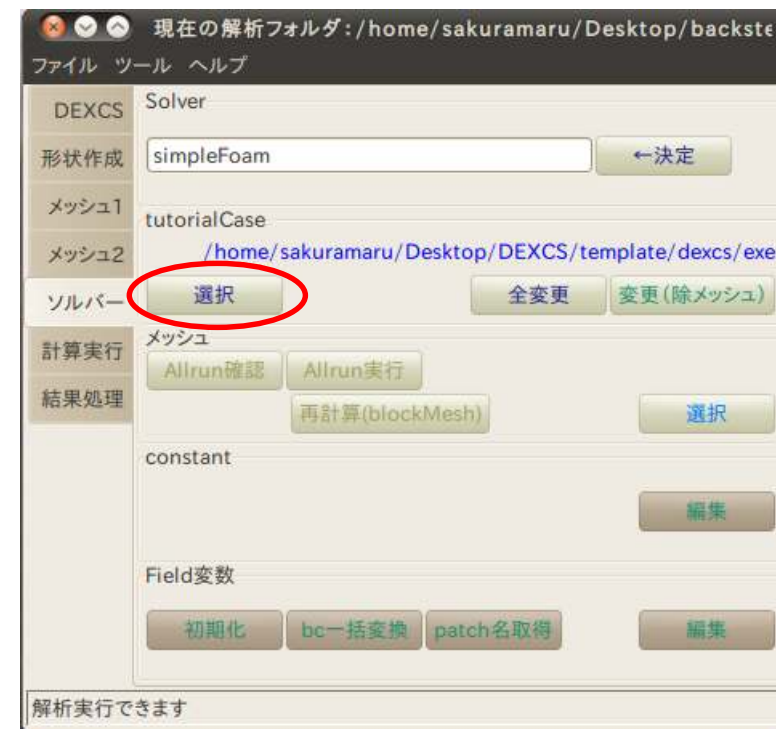 現在の解析フォルダ:/home/sakuramaru/Desktop/backste
ファイル ツール ヘルプ
DEXCS
形状作成
メッシュ1
メッシュ2
ソルバー
計算実行
結果処理
Solver
simpleFoam ←決定
tutorialCase
/home/sakuramaru/Desktop/DEXCS/template/dexcs/exe
選択 全変更 変更(除メッシュ)
メッシュ
Allrun確認 Allrun実行
再計算(blockMesh) 選択
constant
編集
Field変数
初期化 bc一括変換 patch名取得 編集
解析実行できます